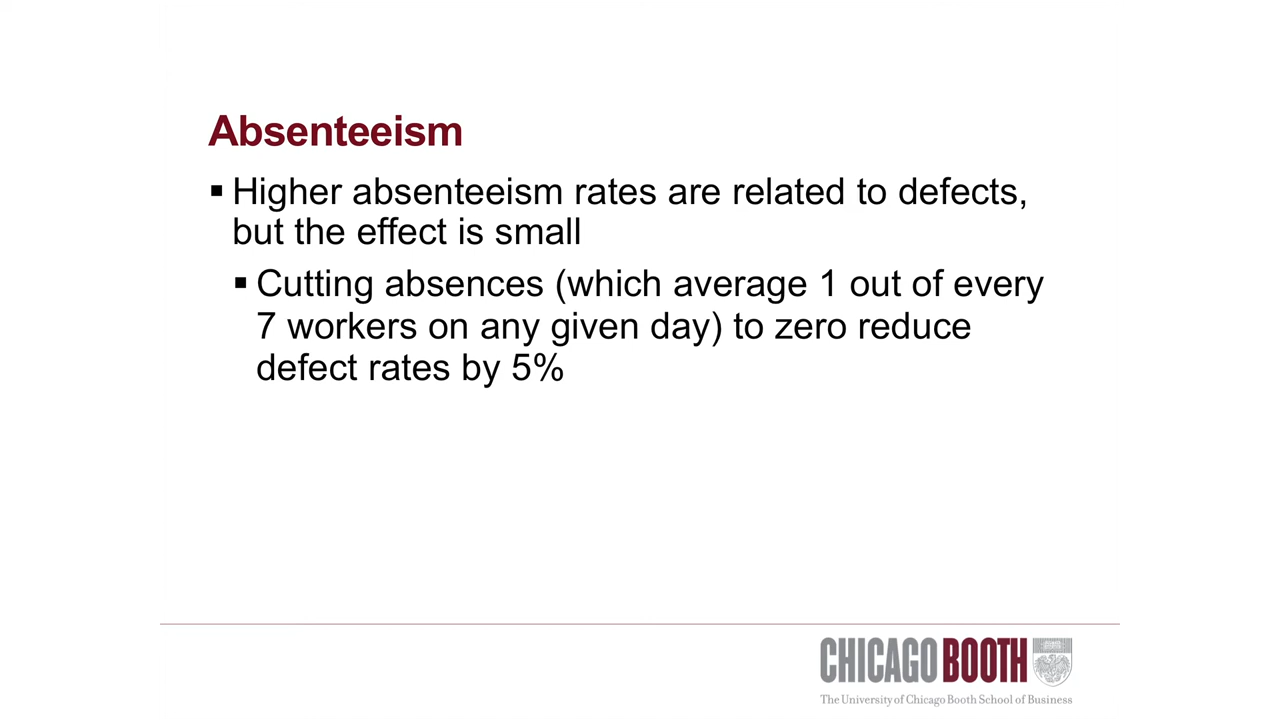 Absenteeism
▪ Higher absenteeism rates are related to defects,
but the effect is small
▪ Cutting absences (which average 1 out of every
7 workers on any given day) to zero reduce
defect rates by 5%
CHICAGO BOOTH
The University of Chicago Booth School of Business